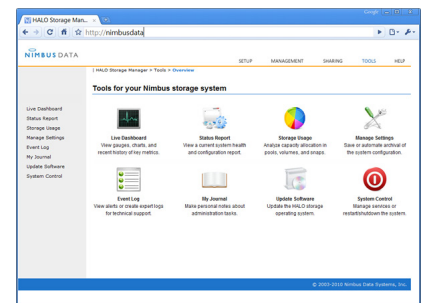 Google
HALO Storage Man...
http://nimbusdata
NIMBUS DATA
SETUP MANAGEMENT SHARING TOOLS HELP
| HALO Storage Manager > Tools > Overview
Tools for your Nimbus storage system
Live Dashboard
Status Report
Storage Usage
Manage Settings
Event Log
My Journal
Update Software
System Control
Live Dashboard
View gauges, charts, and
recent history of key metrics.
Status Report
View a current system health
and configuration report.
Storage Usage
Analyze capacity allocation in
pools, volumes, and snaps.
Manage Settings
Save or automate archival of
the system configuration.
Event Log
View alerts or create expert logs
for technical support.
My Journal
Make personal notes about
administration tasks.
Update Software
Update the HALO storage
operating system.
System Control
Manage services or
restart/shutdown the system.
© 2003-2010 Nimbus Data Systems, Inc.